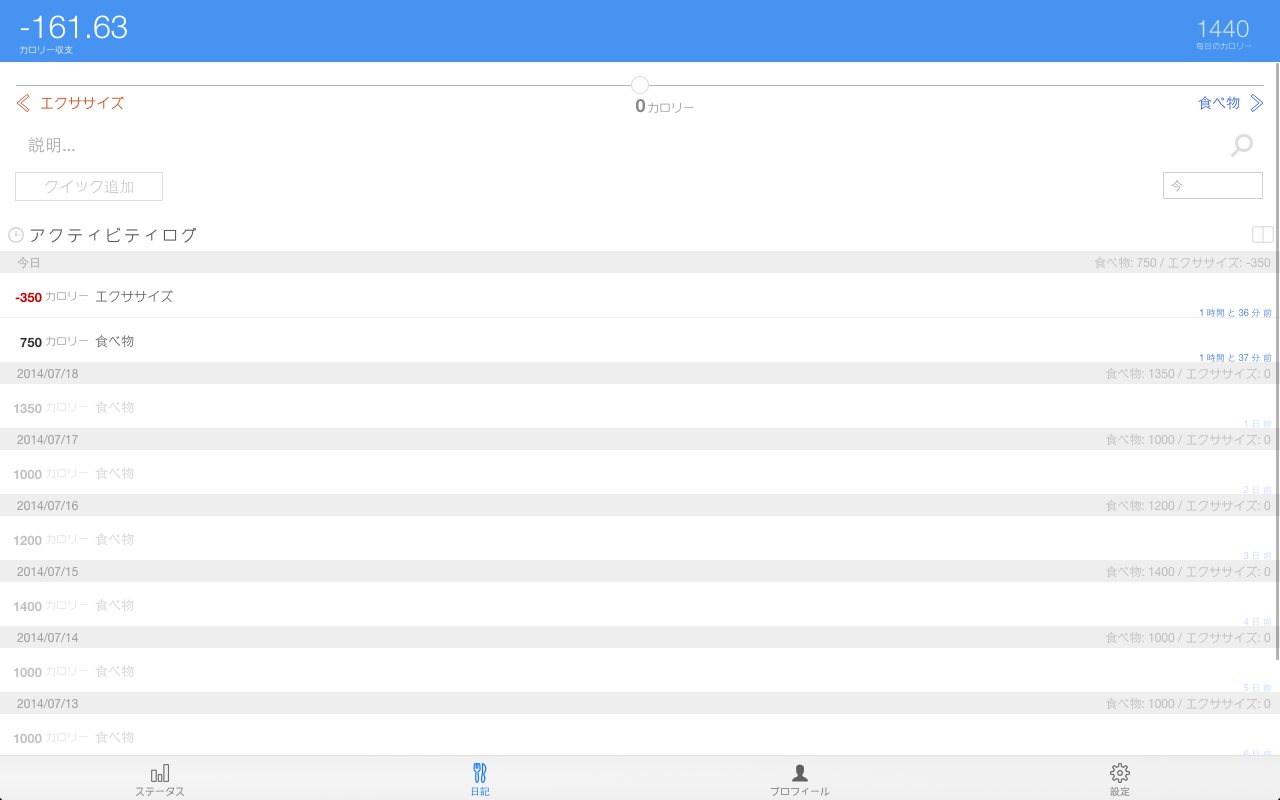 -161.63
カロリー収支
1440
毎日のカロリー
エクササイズ
0カロリー
食べ物
説明...
クイック追加
今
アクティビティログ
今日 食べ物: 750 / エクササイズ: -350
-350 カロリー エクササイズ
1 時間 と 36 分 前
750 カロリー 食べ物
1 時間 と 37 分 前
2014/07/18 食べ物: 1350 / エクササイズ: 0
1350 カロリー 食べ物
1 日 前
2014/07/17 食べ物: 1000 / エクササイズ: 0
1000 カロリー 食べ物
2 日 前
2014/07/16 食べ物: 1200 / エクササイズ: 0
1200 カロリー 食べ物
3 日 前
2014/07/15 食べ物: 1400 / エクササイズ: 0
1400 カロリー 食べ物
4 日 前
2014/07/14 食べ物: 1000 / エクササイズ: 0
1000 カロリー 食べ物
5 日 前
2014/07/13 食べ物: 1000 / エクササイズ: 0
1000 カロリー 食べ物
6 日 前
ステータス 日記 プロフィール 設定